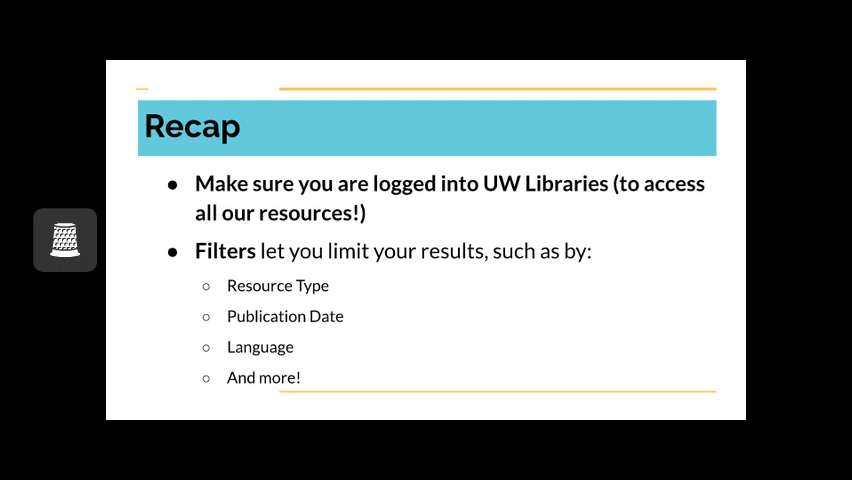 Recap
● Make sure you are logged into UW Libraries (to access
all our resources!)
● Filters let you limit your results, such as by:
○ Resource Type
○ Publication Date
○ Language
○ And more!